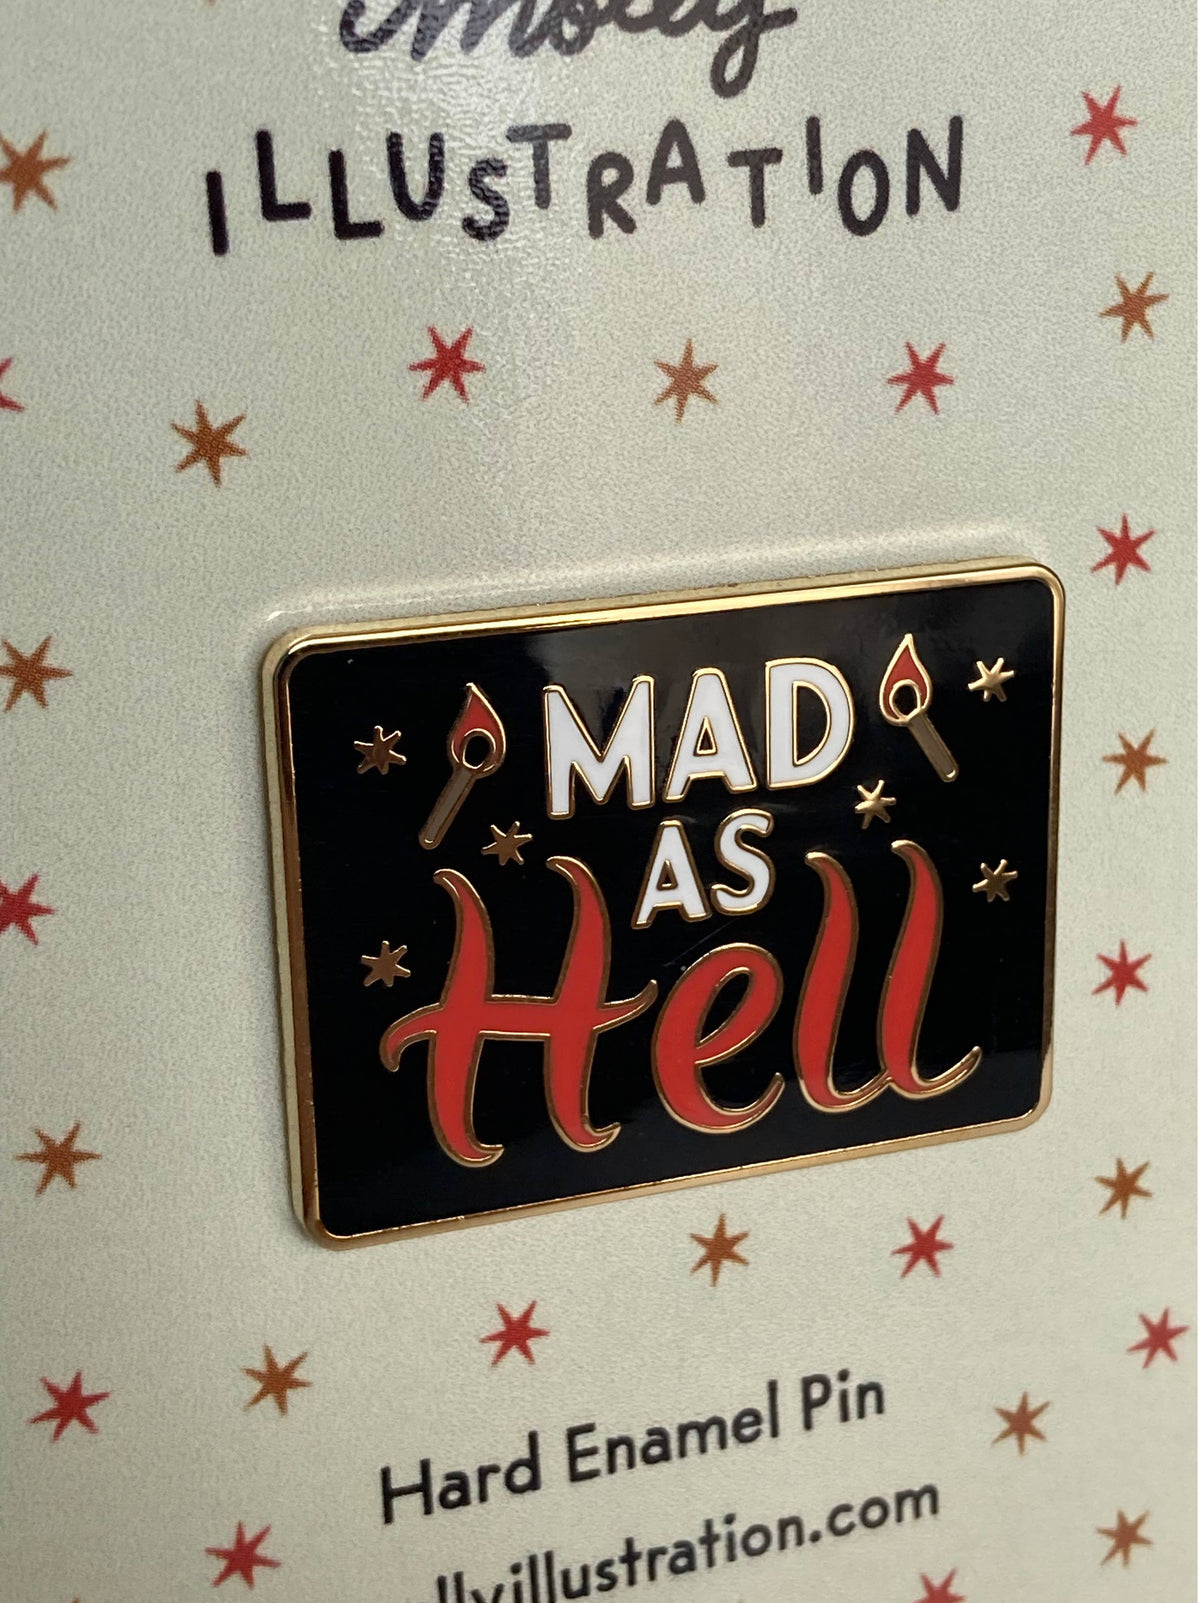 ILLUSTRATION
MAD
AS
Hell
Hard Enamel Pin